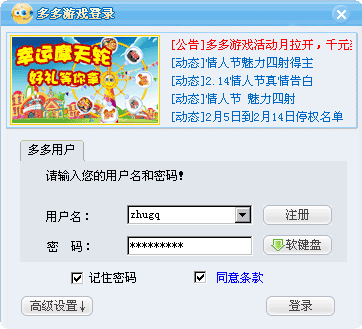 多多游戏登录
幸运摩天轮
好礼等你拿
[公告]多多游戏活动月拉开，千元
[动态]情人节魅力四射得主
[动态]2.14情人节真情告白
[动态]情人节 魅力四射
[动态]2月5日到2月14日停权名单
多多用户
请输入您的用户名和密码!
用户名： zhugq 注册
密 码： ********* 软键盘
记住密码 同意条款
高级设置↓ 登录